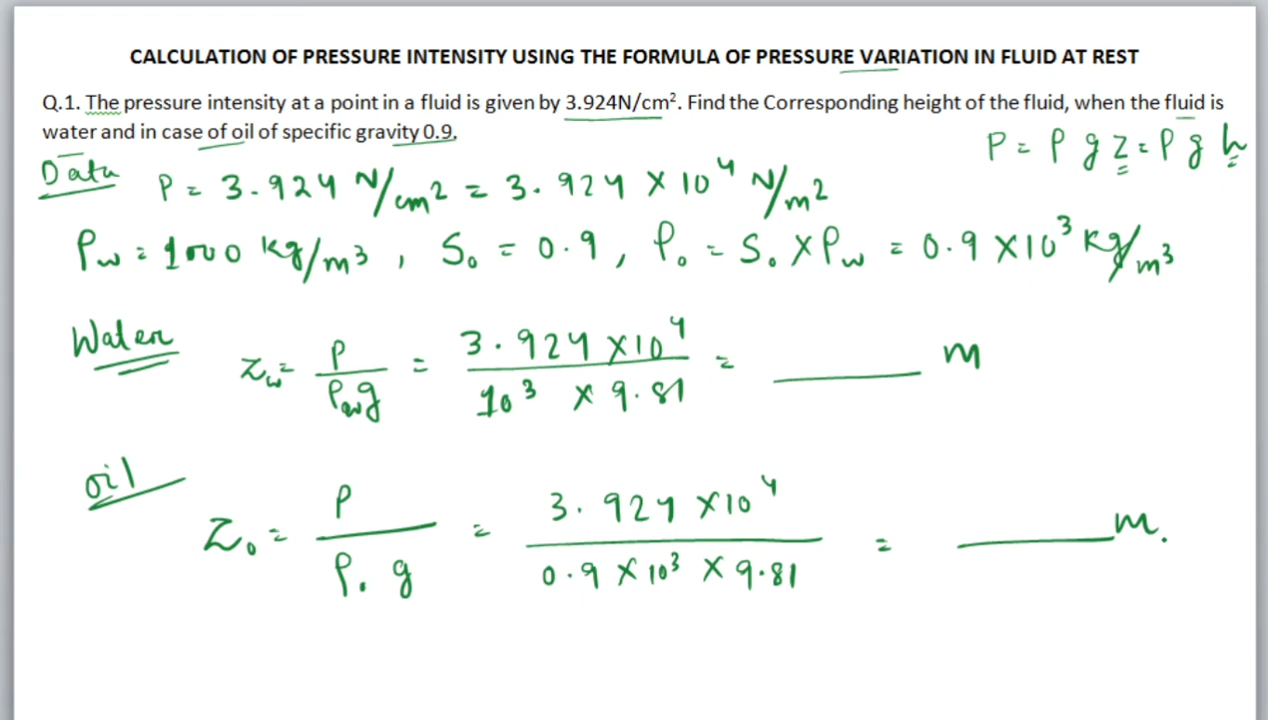 CALCULATION OF PRESSURE INTENSITY USING THE FORMULA OF PRESSURE VARIATION IN FLUID AT REST
Q.1. The pressure intensity at a point in a fluid is given by 3.924N/cm². Find the Corresponding height of the fluid, when the fluid is
water and in case of oil of specific gravity 0.9.
P = ρ g z = ρ g h
Data P = 3.924 N/cm² = 3.924 × 10⁴ N/m²
ρw = 1000 kg/m³, S₀ = 0.9, ρ₀ = S₀ × ρw = 0.9 × 10³ kg/m³
Water
Zw = P/ρwg = 3.924 × 10⁴ / 10³ × 9.81 = ______ m
oil
Z₀ = P/ρ₀ g = 3.924 × 10⁴ / 0.9 × 10³ × 9.81 = ______ m.